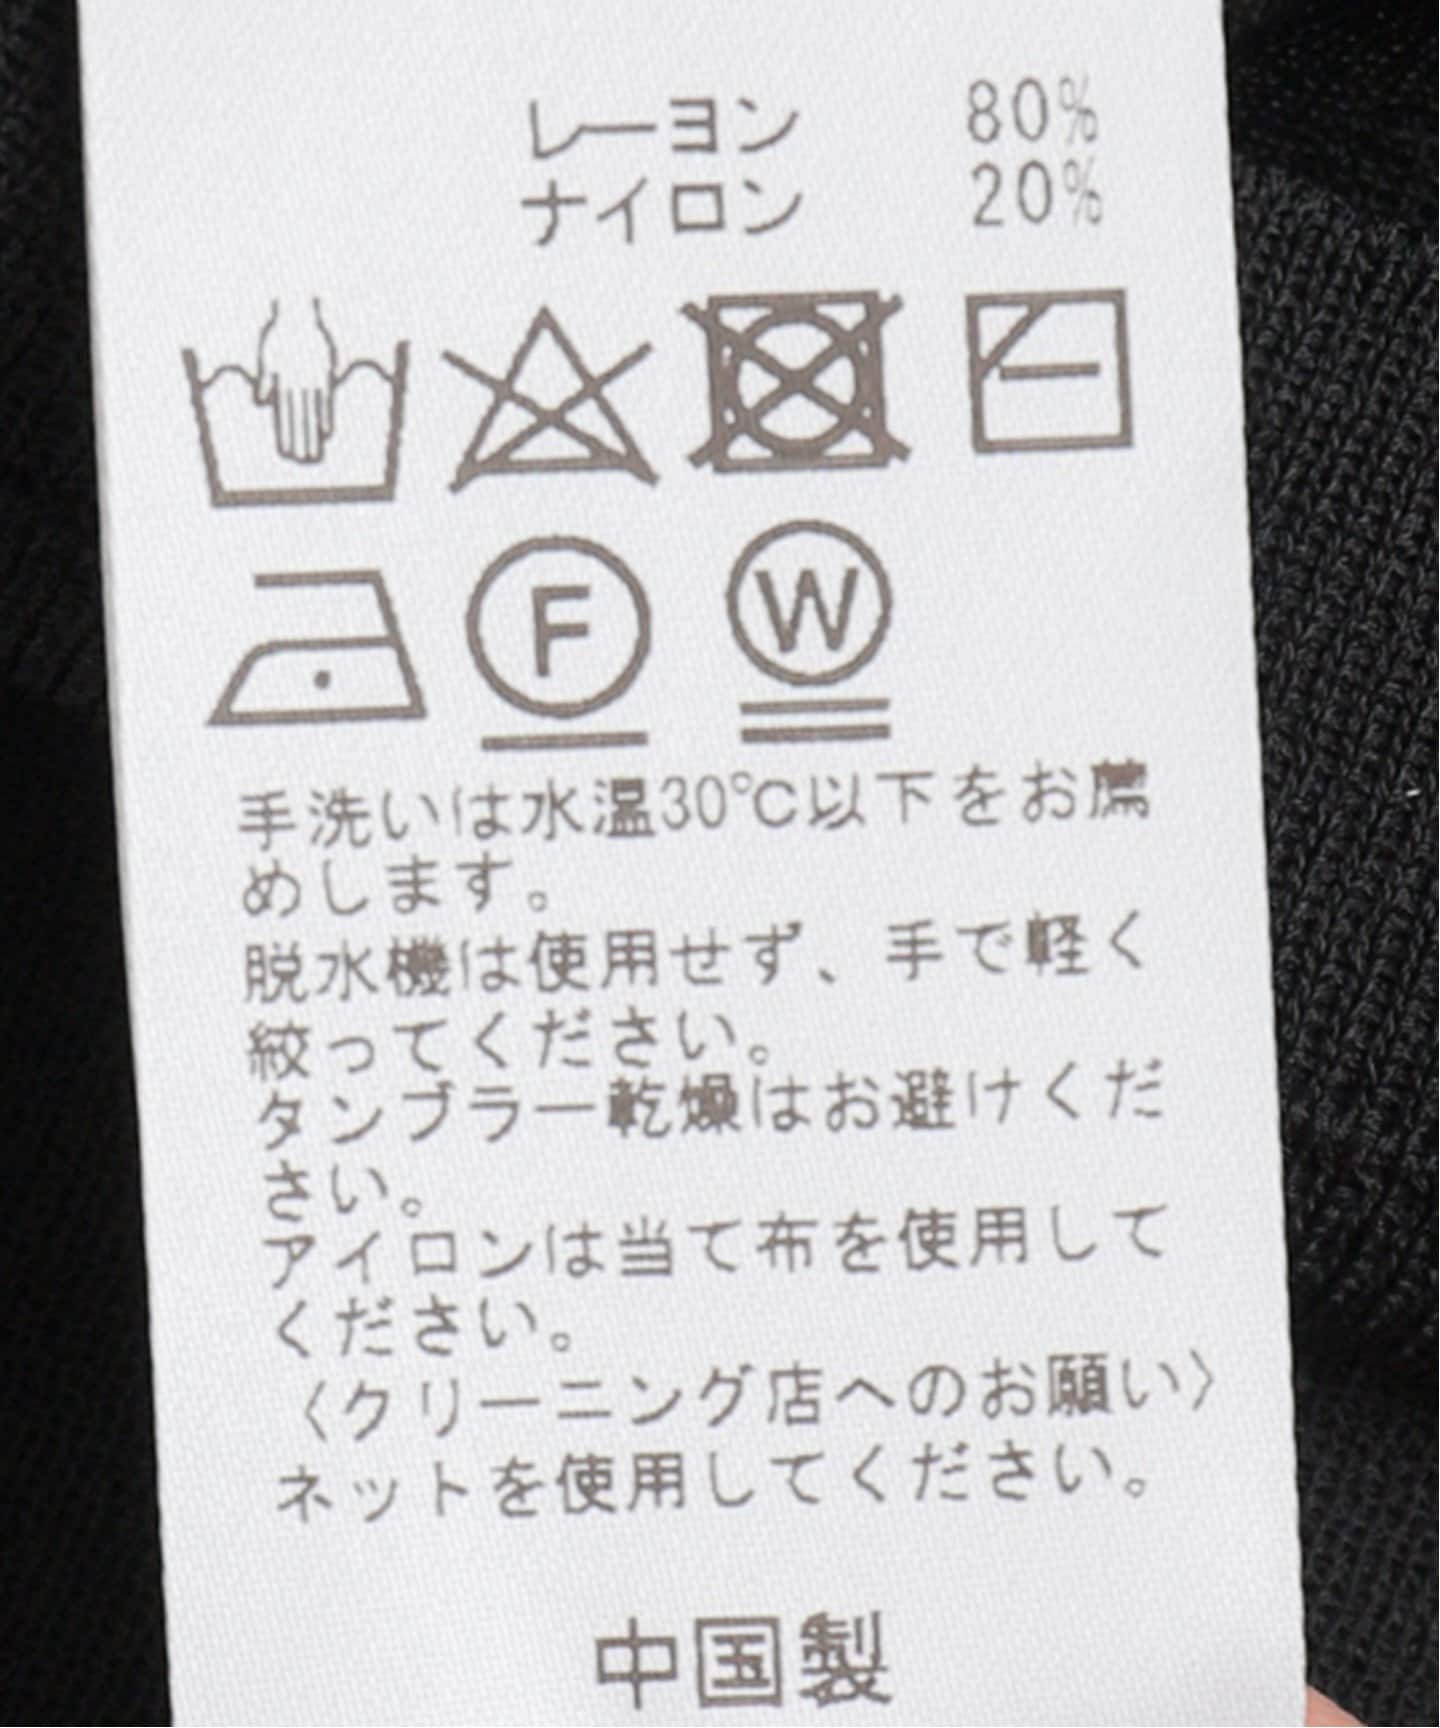 レーヨン 80%
ナイロン 20%
F W
手洗いは水温30℃以下をお薦
めします。
脱水機は使用せず、手で軽く
絞ってください。
タンブラー乾燥はお避けくだ
さい。
アイロンは当て布を使用して
ください。
〈クリーニング店へのお願い〉
ネットを使用してください。
中国製